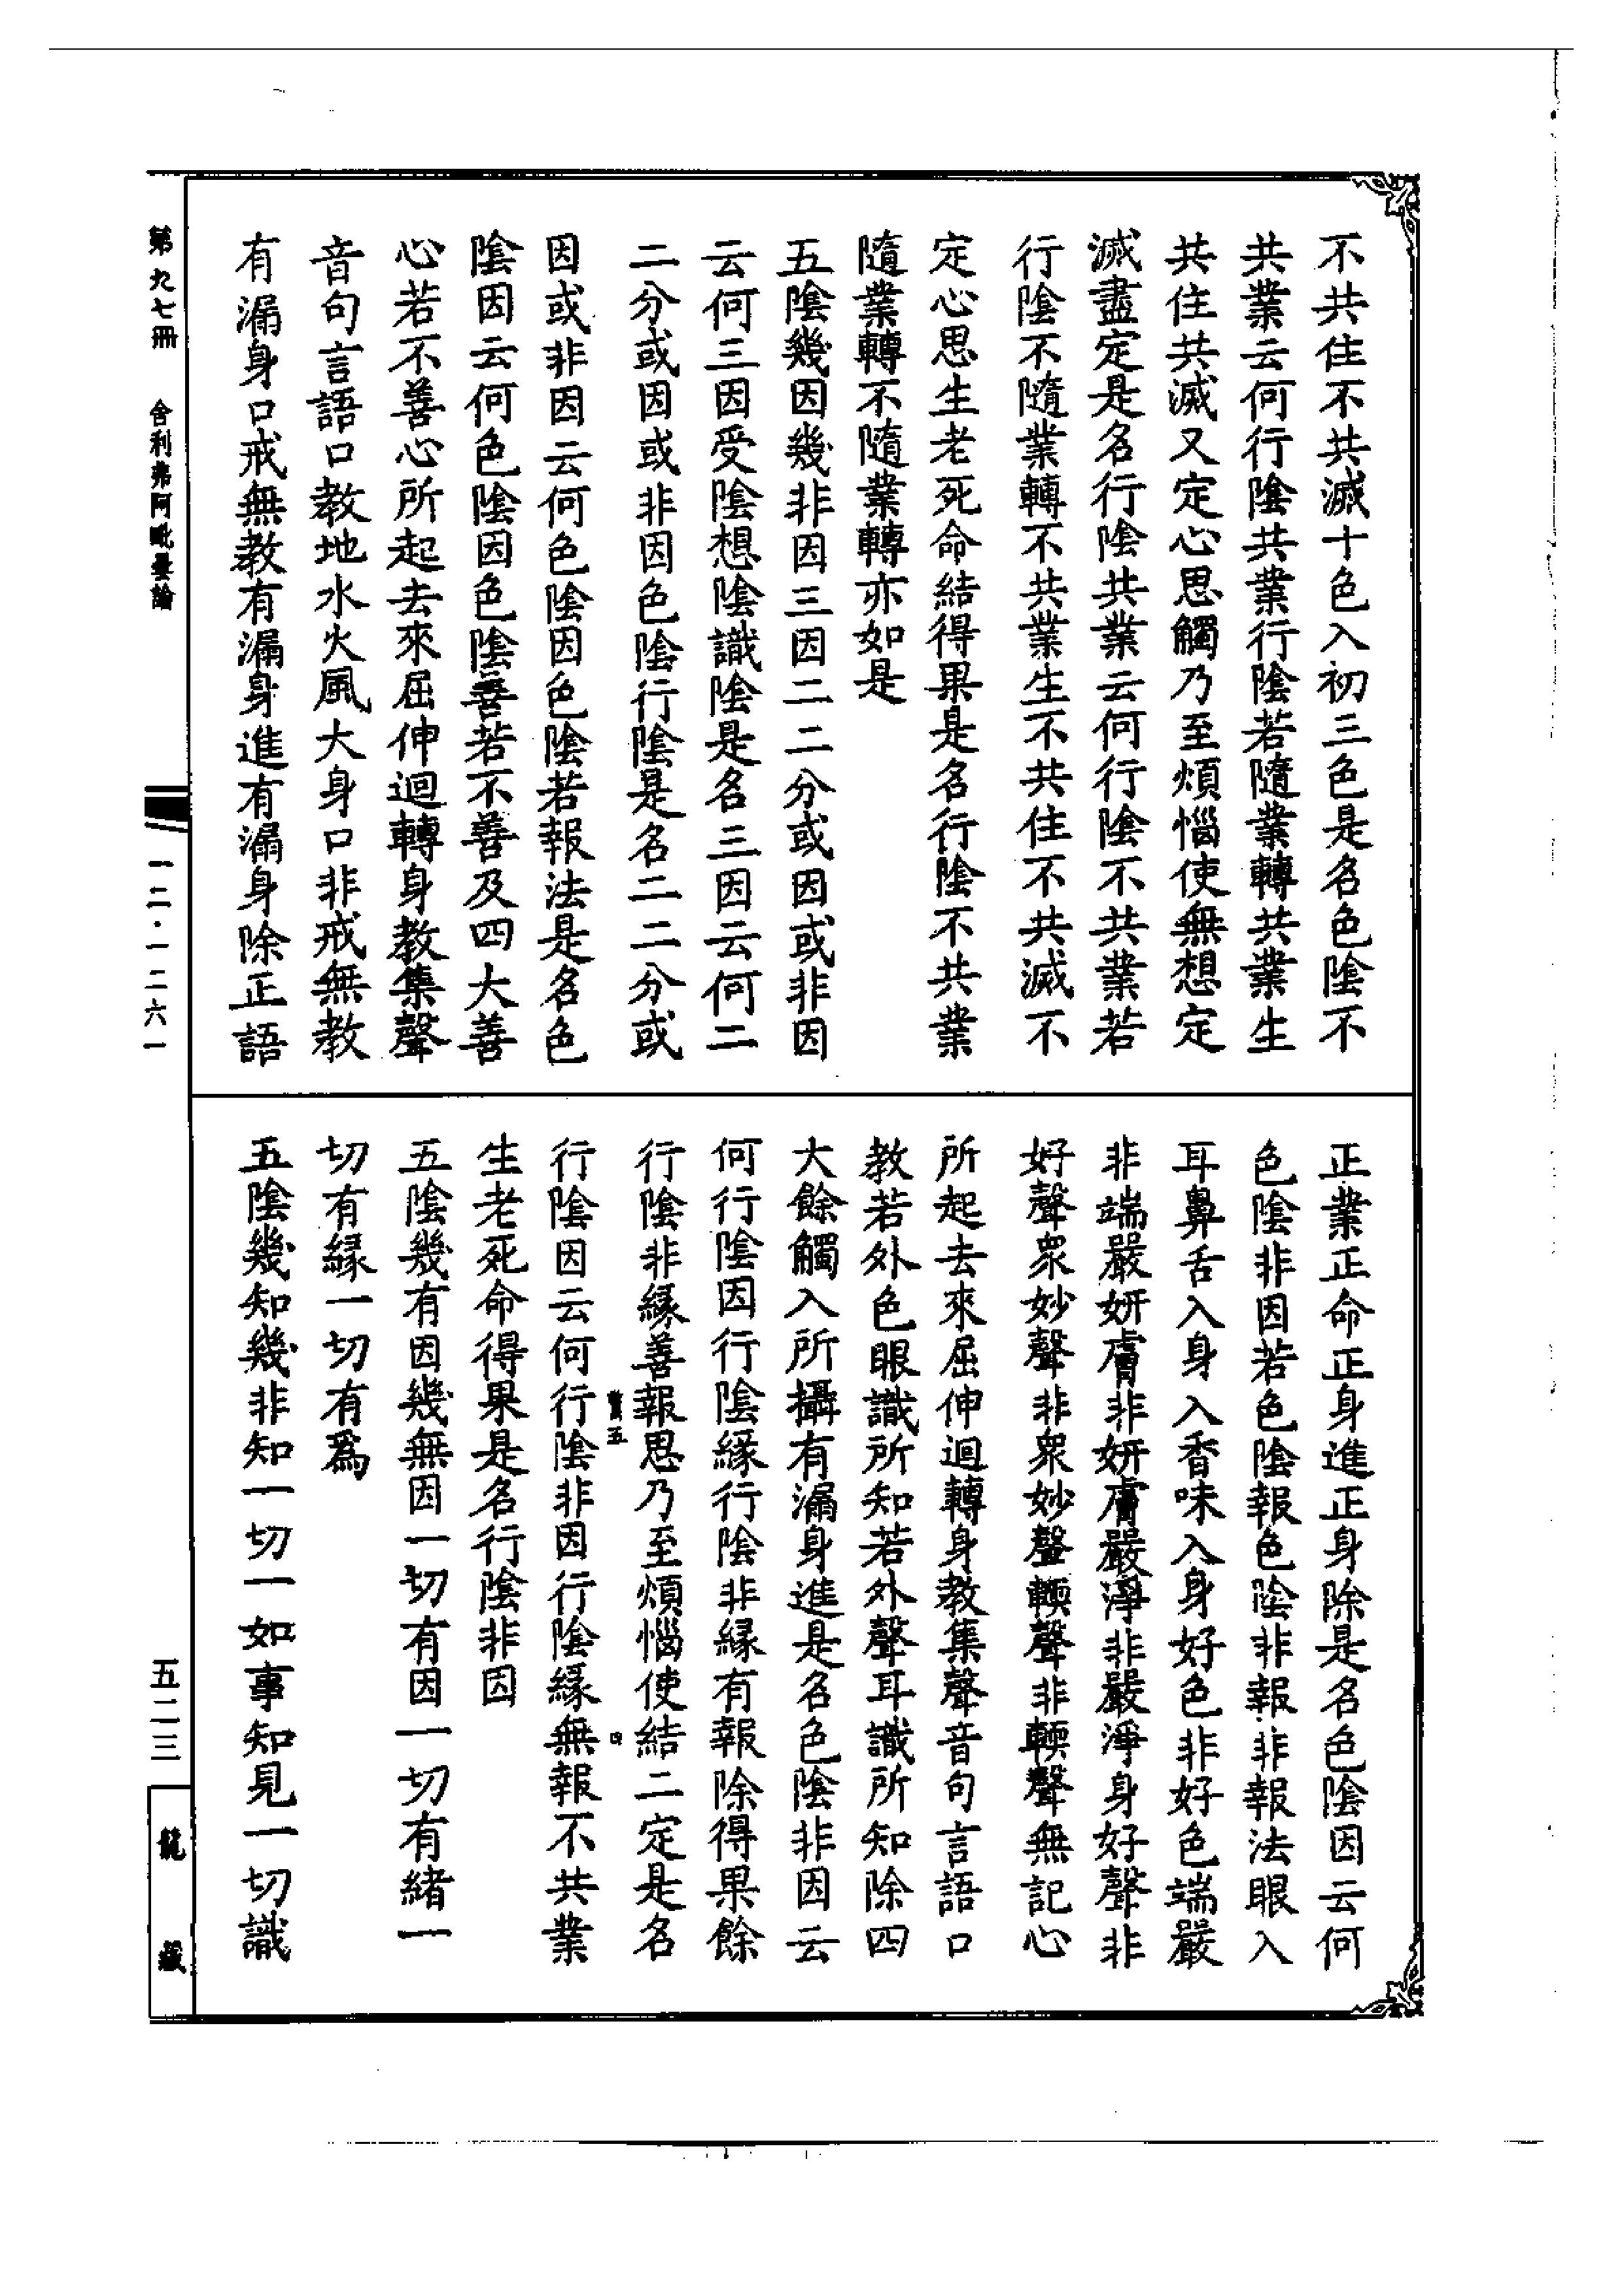 不共住不共滅十色入初三色是名色陰不
共業云何行陰共業行陰若隨業轉共業生
共住共滅又定心思觸乃至煩惱使無想定
滅盡定是名行陰共業云何行陰不共業若
行陰不隨業轉不共業生不共住不共滅不
定心思生老死命結得果是名行陰不共業
隨業轉不隨業轉亦如是
五陰幾因幾非因三因二二分或因或非因
云何三因受陰想陰識陰是名三因云何二
二分或因或非因色陰行陰是名二二分或
因或非因云何色陰因色陰若報法是名色
陰因云何色陰因色陰善若不善及四大善
心若不善心所起去來屈伸迴轉身教集聲
音句言語口教地水火風大身口非戒無教
有漏身口戒無教有漏身進有漏身除正語
正業正命正身進正身除是名色陰因云何
色陰非因若色陰報色陰非報非報法眼入
耳鼻舌入身入香味入身好色非好色端嚴
非端嚴妍膚非妍膚嚴淨非嚴淨身好聲非
好聲眾妙聲非眾妙聲輭聲非輭聲無記心
所起去來屈伸迴轉身教集聲音句言語口
教若外色眼識所知若外聲耳識所知除四
大餘觸入所攝有漏身進是名色陰非因云
何行陰因行陰緣行陰非緣有報除得果餘
行陰非緣善報思乃至煩惱使結二定是名
行陰因云何行陰非因行陰緣無報不共業
生老死命得果是名行陰非因
五陰幾有因幾無因一切有因一切有緒一
切有緣一切有爲
五陰幾知幾非知一切一如事知見一切識
五
四
第九七冊 舍利弗阿毗曇論
一二·一二六一
五二三
龍藏